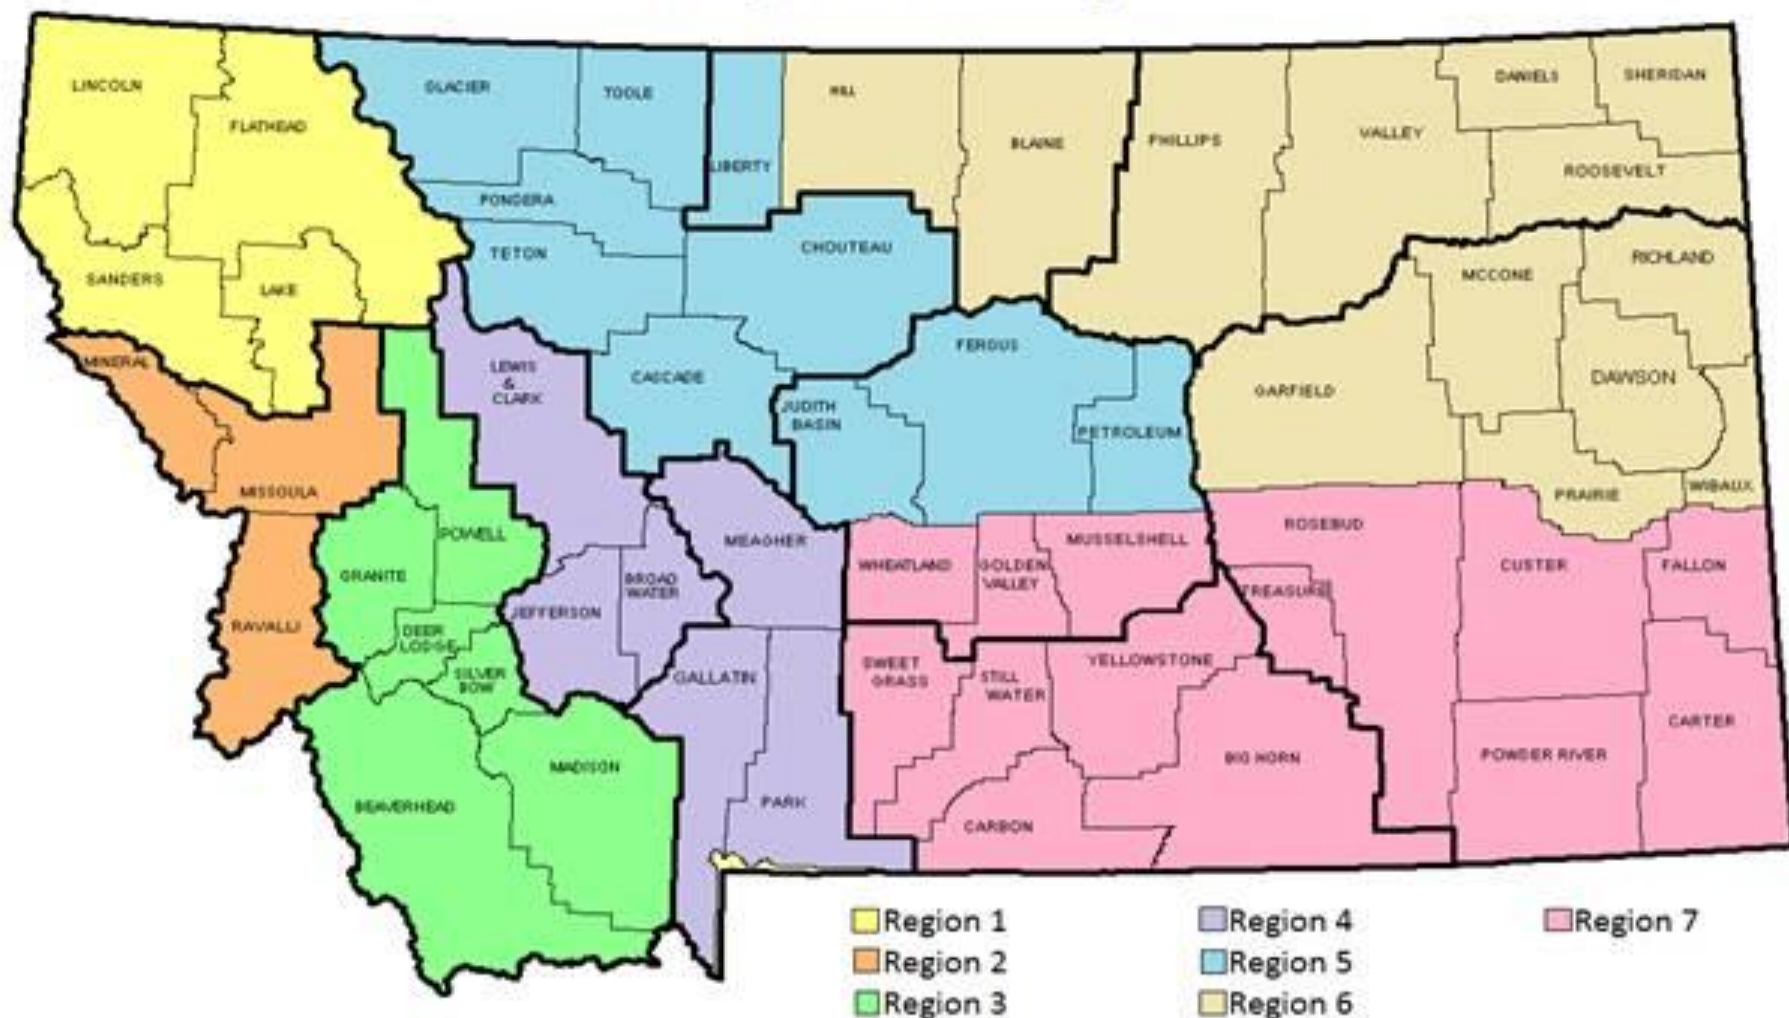 LINCOLN
FLATHEAD
GLACIER
TOOLE
LIBERTY
HILL
BLAINE
PHILLIPS
VALLEY
DANIELS
SHERIDAN
ROOSEVELT
PONDERA
TETON
CHOUTEAU
SANDERS
LAKE
MCCONE
RICHLAND
MINERAL
LEWIS
&
CLARK
CASCADE
JUDITH
BASIN
FERGUS
PETROLEUM
GARFIELD
DAWSON
MISSOULA
PRAIRIE
WIBAUX
POWELL
GRANITE
MEAGHER
BROAD
WATER
JEFFERSON
WHEATLAND
GOLDEN
VALLEY
MUSSELSHELL
ROSEBUD
TREASURE
CUSTER
FALLON
RAVALLI
DEER
LODGE
SILVER
BOW
GALLATIN
SWEET
GRASS
STILL
WATER
YELLOWSTONE
CARTER
BEAVERHEAD
MADISON
PARK
CARBON
BIG HORN
POWDER RIVER
Region 1
Region 2
Region 3
Region 4
Region 5
Region 6
Region 7